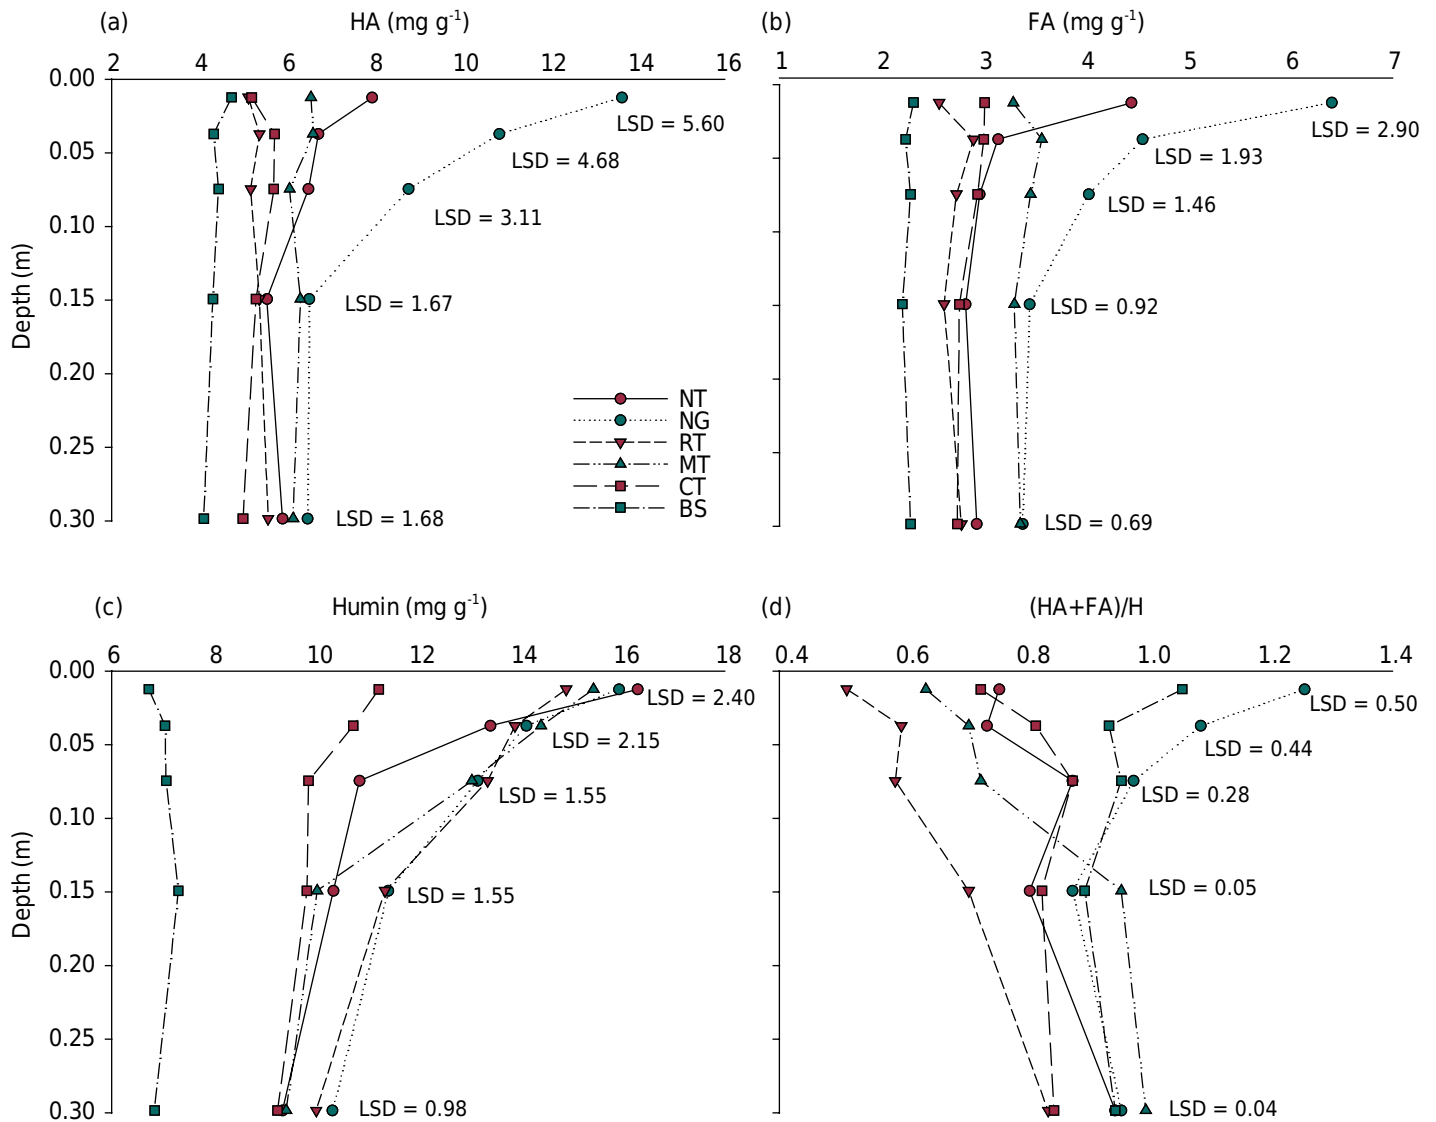 (a) HA (mg g-1)
2 4 6 8 10 12 14 16
0.00
0.05
0.10
0.15
0.20
0.25
0.30
Depth (m)
LSD = 5.60
LSD = 4.68
LSD = 3.11
LSD = 1.67
LSD = 1.68
NT
NG
RT
MT
CT
BS
(b) FA (mg g-1)
1 2 3 4 5 6 7
LSD = 2.90
LSD = 1.93
LSD = 1.46
LSD = 0.92
LSD = 0.69
(c) Humin (mg g-1)
6 8 10 12 14 16 18
0.00
0.05
0.10
0.15
0.20
0.25
0.30
Depth (m)
LSD = 2.40
LSD = 2.15
LSD = 1.55
LSD = 1.55
LSD = 0.98
(d) (HA+FA)/H
0.4 0.6 0.8 1.0 1.2 1.4
LSD = 0.50
LSD = 0.44
LSD = 0.28
LSD = 0.05
LSD = 0.04